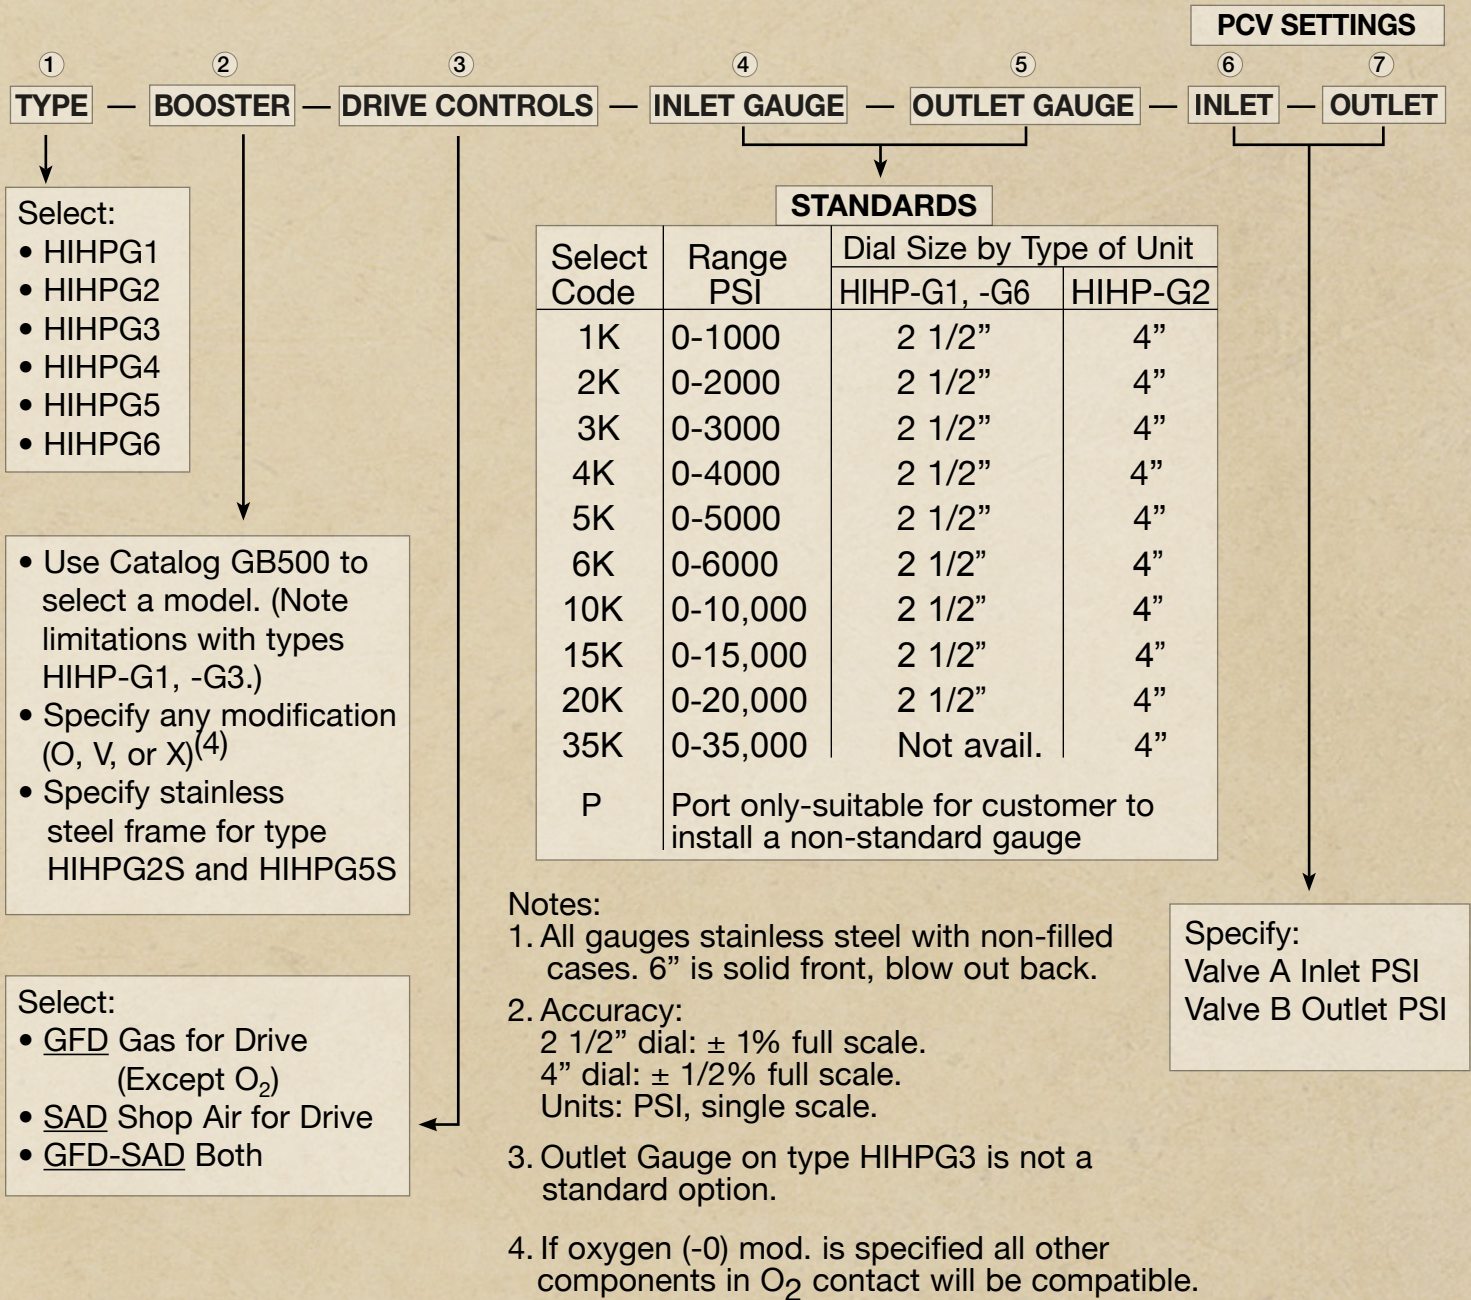 PCV SETTINGS
1 2 3 4 5 6 7
TYPE — BOOSTER — DRIVE CONTROLS — INLET GAUGE — OUTLET GAUGE — INLET — OUTLET
Select:
• HIHPG1
• HIHPG2
• HIHPG3
• HIHPG4
• HIHPG5
• HIHPG6
• Use Catalog GB500 to
select a model. (Note
limitations with types
HIHP-G1, -G3.)
• Specify any modification
(O, V, or X)(4)
• Specify stainless
steel frame for type
HIHPG2S and HIHPG5S
Select:
• GFD Gas for Drive
(Except O₂)
• SAD Shop Air for Drive
• GFD-SAD Both
STANDARDS
Select Range Dial Size by Type of Unit
Code PSI HIHP-G1, -G6 HIHP-G2
1K 0-1000 2 1/2” 4”
2K 0-2000 2 1/2” 4”
3K 0-3000 2 1/2” 4”
4K 0-4000 2 1/2” 4”
5K 0-5000 2 1/2” 4”
6K 0-6000 2 1/2” 4”
10K 0-10,000 2 1/2” 4”
15K 0-15,000 2 1/2” 4”
20K 0-20,000 2 1/2” 4”
35K 0-35,000 Not avail. 4”
P Port only-suitable for customer to
install a non-standard gauge
Notes:
1. All gauges stainless steel with non-filled
cases. 6” is solid front, blow out back.
2. Accuracy:
2 1/2” dial: ± 1% full scale.
4” dial: ± 1/2% full scale.
Units: PSI, single scale.
3. Outlet Gauge on type HIHPG3 is not a
standard option.
4. If oxygen (-0) mod. is specified all other
components in O₂ contact will be compatible.
Specify:
Valve A Inlet PSI
Valve B Outlet PSI